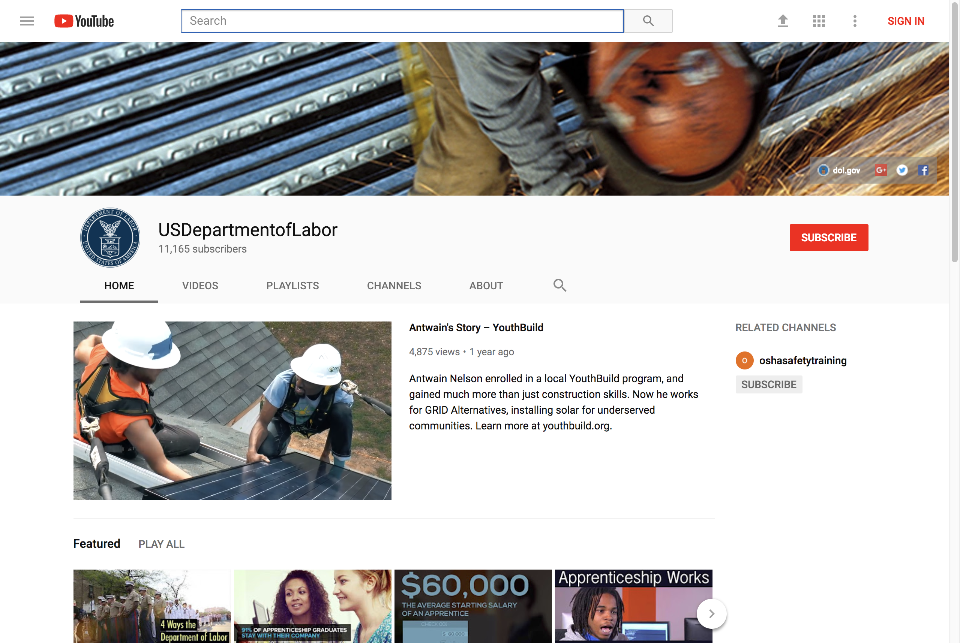 YouTube
Search
SIGN IN
dol.gov
USDepartmentofLabor
11,165 subscribers
SUBSCRIBE
HOME
VIDEOS
PLAYLISTS
CHANNELS
ABOUT
Antwain's Story – YouthBuild
4,875 views • 1 year ago
Antwain Nelson enrolled in a local YouthBuild program, and
gained much more than just construction skills. Now he works
for GRID Alternatives, installing solar for underserved
communities. Learn more at youthbuild.org.
RELATED CHANNELS
oshasafetytraining
SUBSCRIBE
Featured
PLAY ALL
4 Ways the
Department of Labor
91% OF APPRENTICESHIP GRADUATES
STAY WITH THEIR COMPANY
$60,000
THE AVERAGE STARTING SALARY
OF AN APPRENTICE
Apprenticeship Works